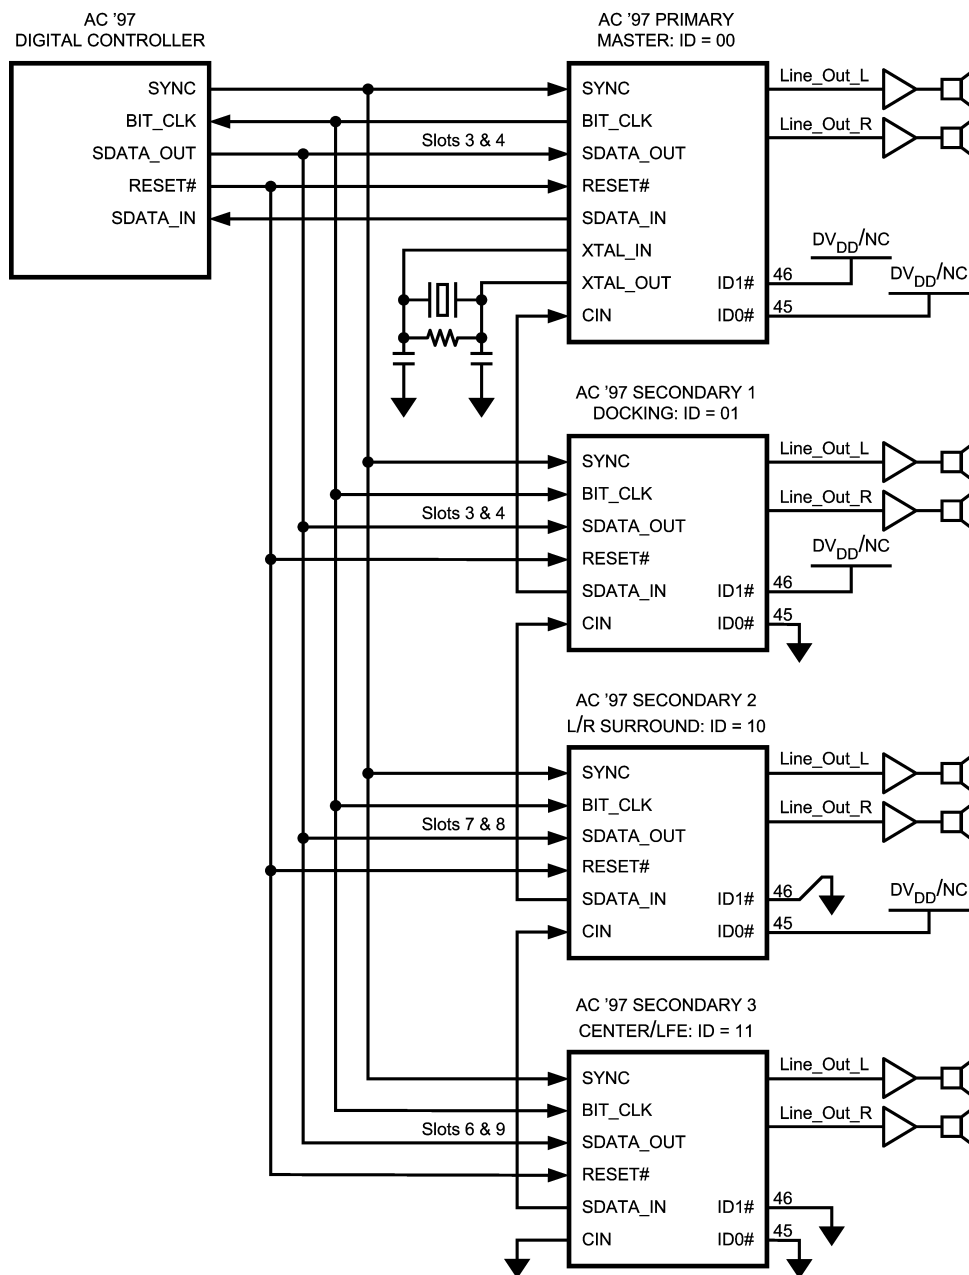 AC '97
DIGITAL CONTROLLER
SYNC
BIT_CLK
SDATA_OUT
RESET#
SDATA_IN
Slots 3 & 4
AC '97 PRIMARY
MASTER: ID = 00
SYNC
BIT_CLK
SDATA_OUT
RESET#
SDATA_IN
XTAL_IN
XTAL_OUT
CIN
ID1#
ID0#
46
45
Line_Out_L
Line_Out_R
DVDD/NC
DVDD/NC
AC '97 SECONDARY 1
DOCKING: ID = 01
Slots 3 & 4
SYNC
BIT_CLK
SDATA_OUT
RESET#
SDATA_IN
CIN
ID1#
ID0#
46
45
Line_Out_L
Line_Out_R
DVDD/NC
AC '97 SECONDARY 2
L/R SURROUND: ID = 10
Slots 7 & 8
SYNC
BIT_CLK
SDATA_OUT
RESET#
SDATA_IN
CIN
ID1#
ID0#
46
45
Line_Out_L
Line_Out_R
DVDD/NC
AC '97 SECONDARY 3
CENTER/LFE: ID = 11
Slots 6 & 9
SYNC
BIT_CLK
SDATA_OUT
RESET#
SDATA_IN
CIN
ID1#
ID0#
46
45
Line_Out_L
Line_Out_R